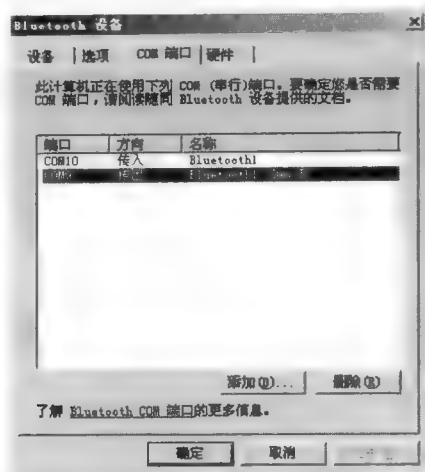 Bluetooth 设备
设备 选项 COM 端口 硬件
此计算机正在使用下列 COM (串行)端口。要确定您是否需要
COM 端口，请阅读随同 Bluetooth 设备提供的文档。
端口 方向 名称
COM10 传入 Bluetooth1
添加(D)... 删除(R)
了解 Bluetooth COM 端口的更多信息。
确定 取消